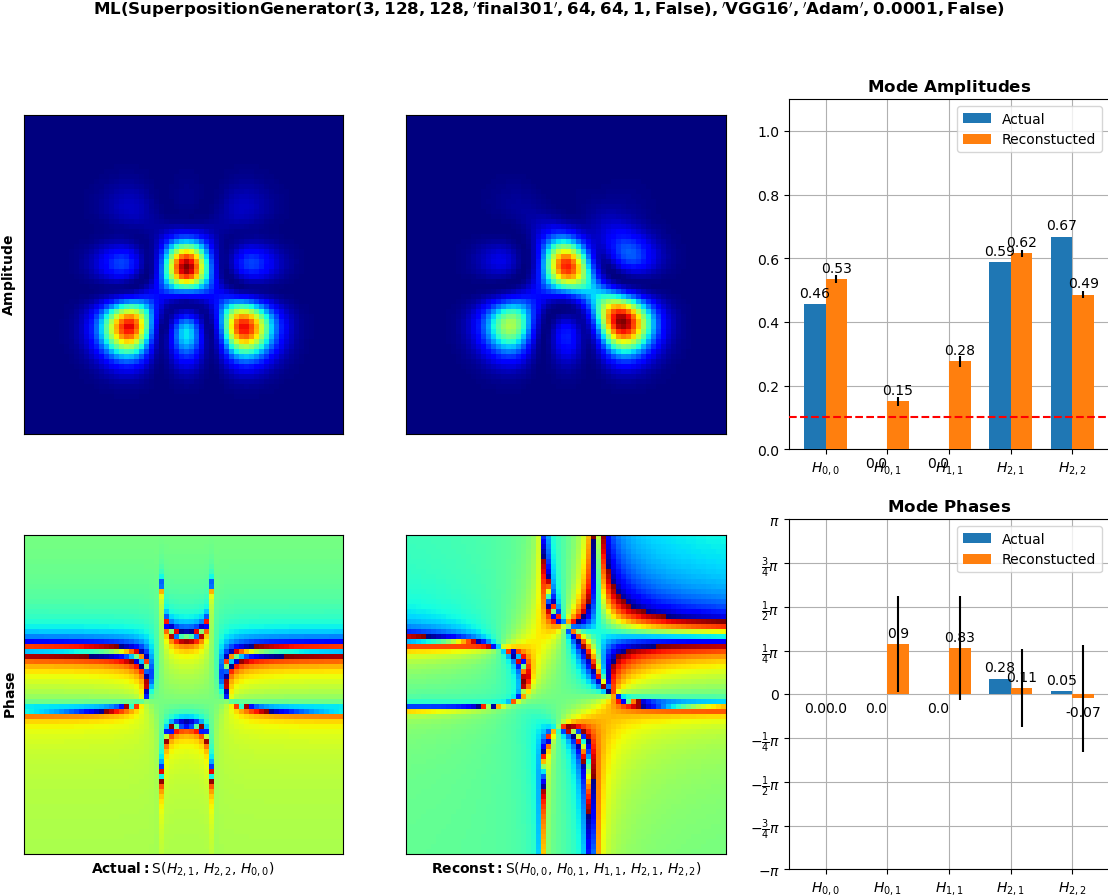 ML(SuperpositionGenerator(3, 128, 128, 'final301', 64, 64, 1, False), 'VGG16', 'Adam', 0.0001, False)
Amplitude
Mode Amplitudes
Actual
Reconstucted
1.0
0.8
0.6
0.4
0.2
0.0
0.46
0.53
0.0
0.15
0.0
0.28
0.59
0.62
0.67
0.49
H0,0
H0,1
H1,1
H2,1
H2,2
Phase
Mode Phases
Actual
Reconstucted
π
3/4π
1/2π
1/4π
0
−1/4π
−1/2π
−3/4π
−π
0.0
0.0
0.0
0.9
0.0
0.83
0.28
0.11
0.05
-0.07
H0,0
H0,1
H1,1
H2,1
H2,2
Actual: S(H2,1, H2,2, H0,0)
Reconst: S(H0,0, H0,1, H1,1, H2,1, H2,2)